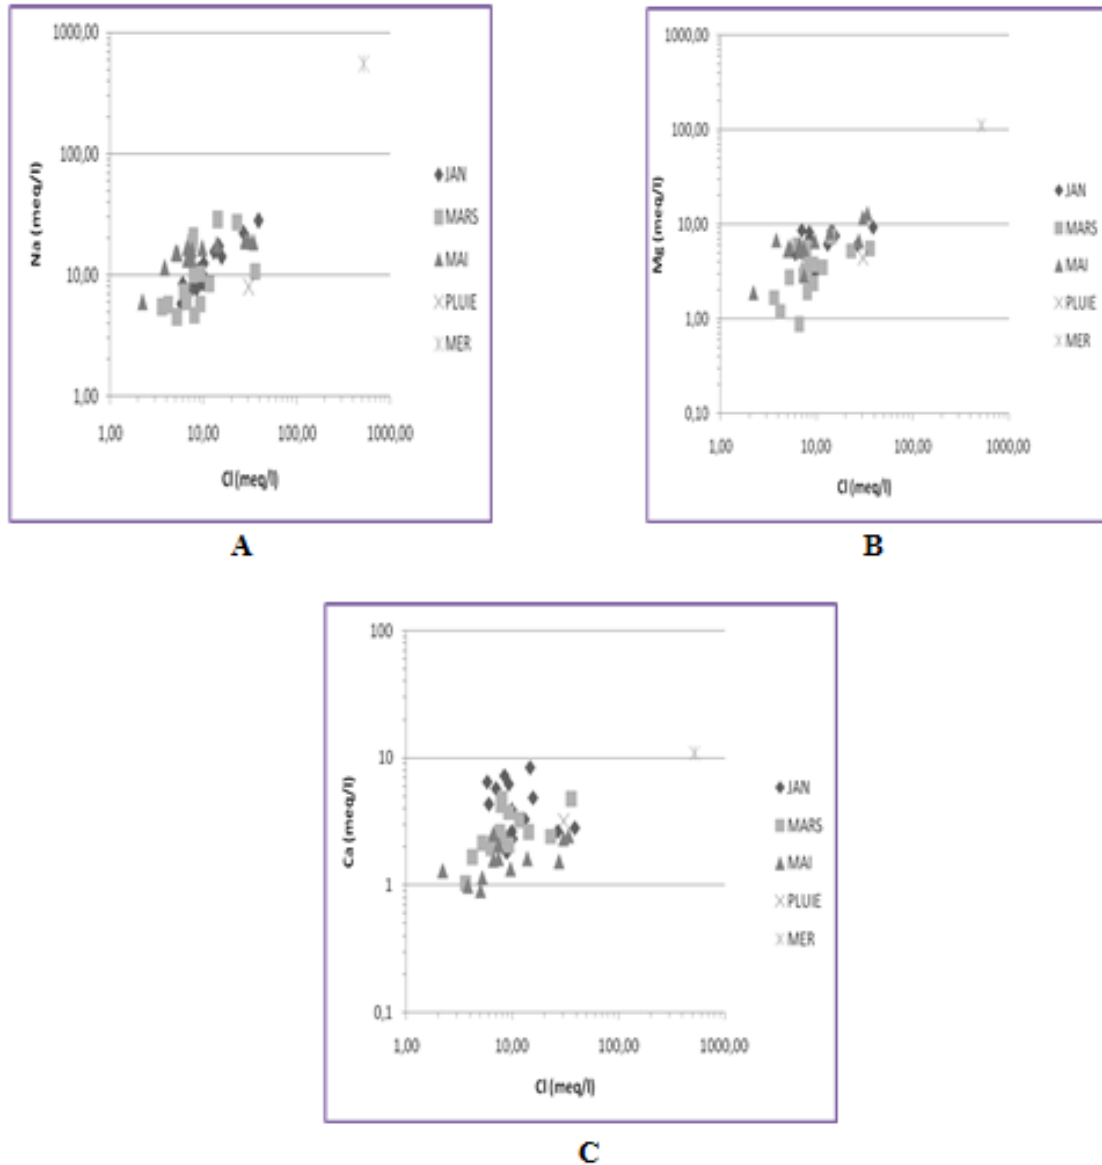 Na (meq/l)
1000,00
100,00
10,00
1,00
1,00 10,00 100,00 1000,00
Cl (meq/l)
JAN
MARS
MAI
PLUIE
MER
A
Mg (meq/l)
1000,00
100,00
10,00
1,00
0,10
1,00 10,00 100,00 1000,00
Cl (meq/l)
JAN
MARS
MAI
PLUIE
MER
B
Ca (meq/l)
100
10
1
0,1
1,00 10,00 100,00 1000,00
Cl (meq/l)
JAN
MARS
MAI
PLUIE
MER
C